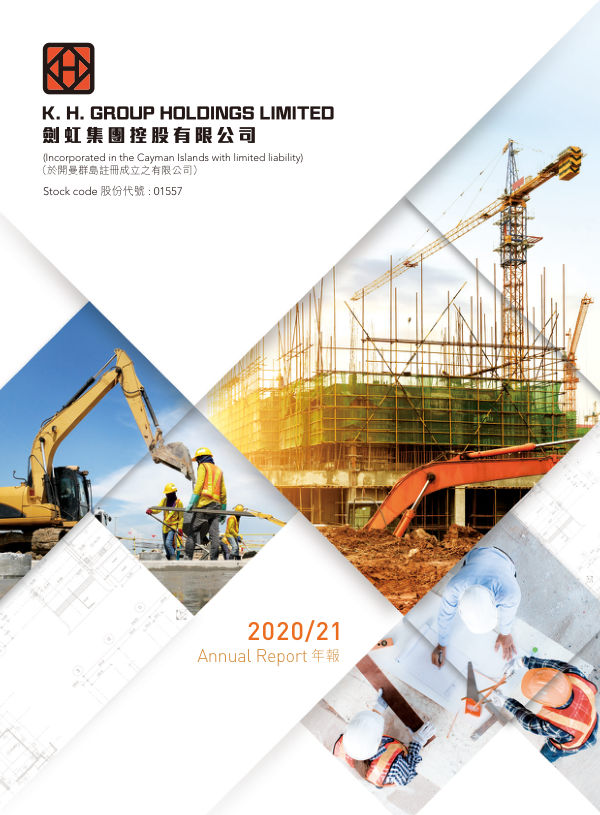 K. H. GROUP HOLDINGS LIMITED
劍虹集團控股有限公司
(Incorporated in the Cayman Islands with limited liability)
（於開曼群島註冊成立之有限公司）
Stock code 股份代號 : 01557
2020/21
Annual Report 年報